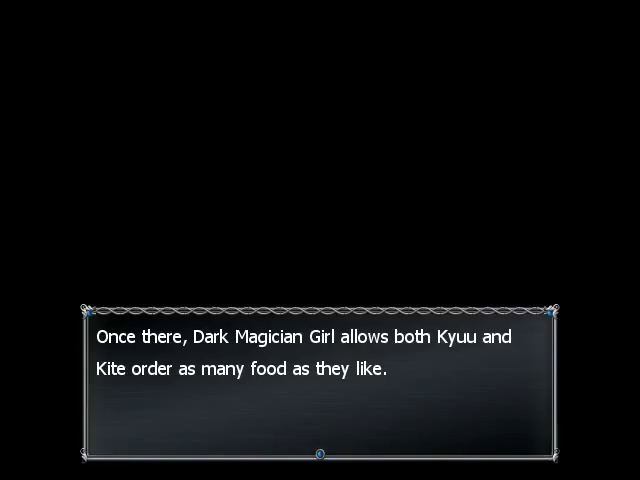 Once there, Dark Magician Girl allows both Kyuu and
Kite order as many food as they like.